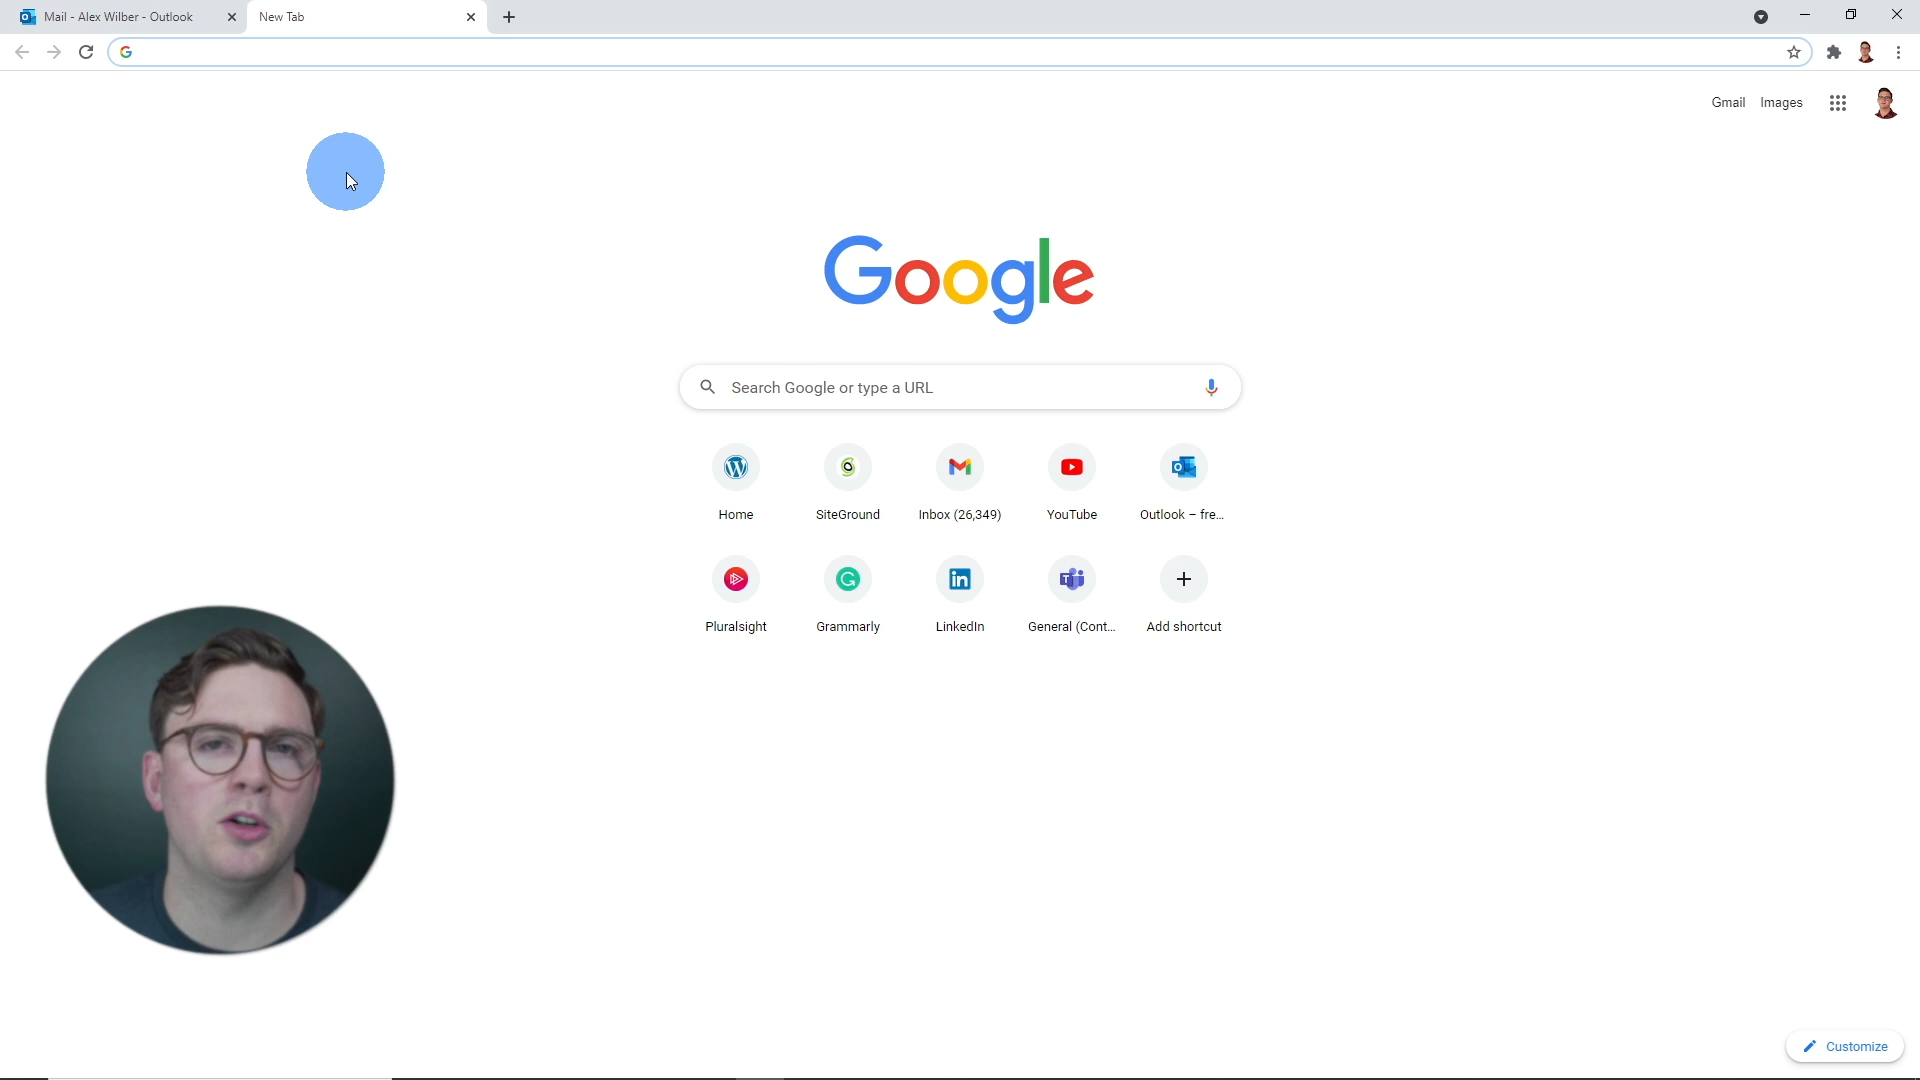 Mail - Alex Wilber - Outlook
New Tab
Gmail Images
Google
Search Google or type a URL
Home SiteGround Inbox (26,349) YouTube Outlook – fre...
Pluralsight Grammarly LinkedIn General (Cont... Add shortcut
Customize